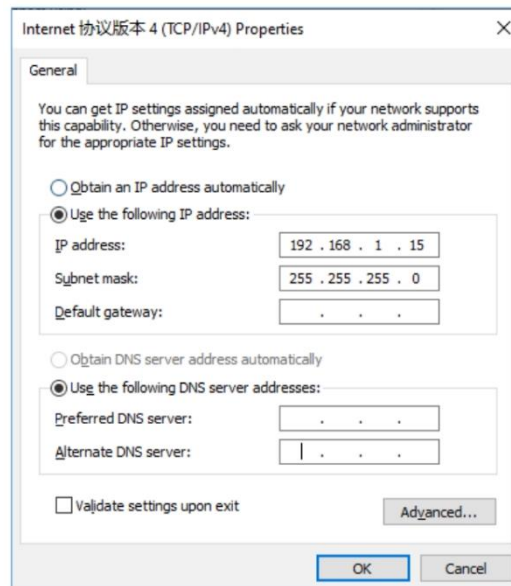 Internet 协议版本 4 (TCP/IPv4) Properties
General
You can get IP settings assigned automatically if your network supports
this capability. Otherwise, you need to ask your network administrator
for the appropriate IP settings.
Obtain an IP address automatically
Use the following IP address:
IP address: 192 . 168 . 1 . 15
Subnet mask: 255 . 255 . 255 . 0
Default gateway: . . .
Obtain DNS server address automatically
Use the following DNS server addresses:
Preferred DNS server: . . .
Alternate DNS server: . . .
Validate settings upon exit
Advanced...
OK Cancel